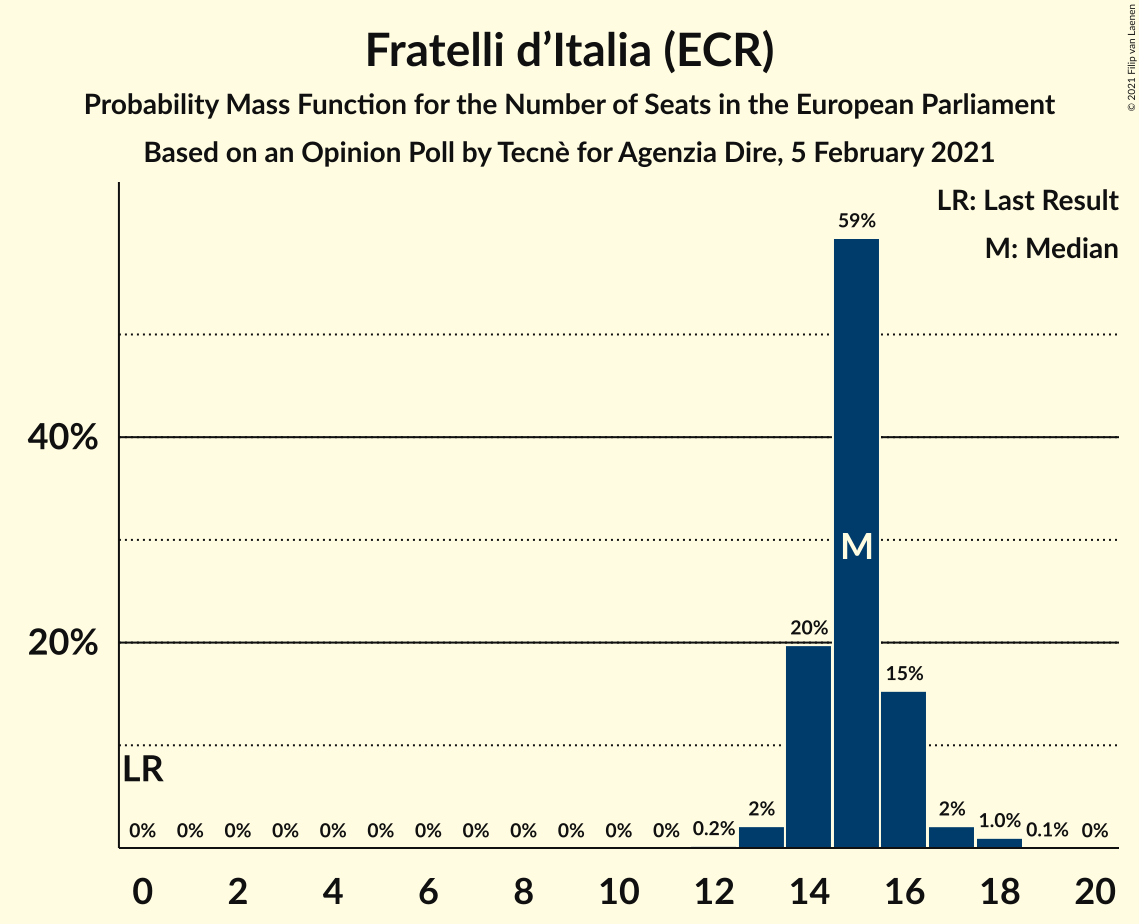 Fratelli d’Italia (ECR)
Probability Mass Function for the Number of Seats in the European Parliament
Based on an Opinion Poll by Tecnè for Agenzia Dire, 5 February 2021
© 2021 Filip van Laenen
LR: Last Result
M: Median
59%
40%
M
20%
20%
15%
LR
0% 0% 0% 0% 0% 0% 0% 0% 0% 0% 0% 0% 0.2% 2% 2% 1.0% 0.1% 0%
0 2 4 6 8 10 12 14 16 18 20